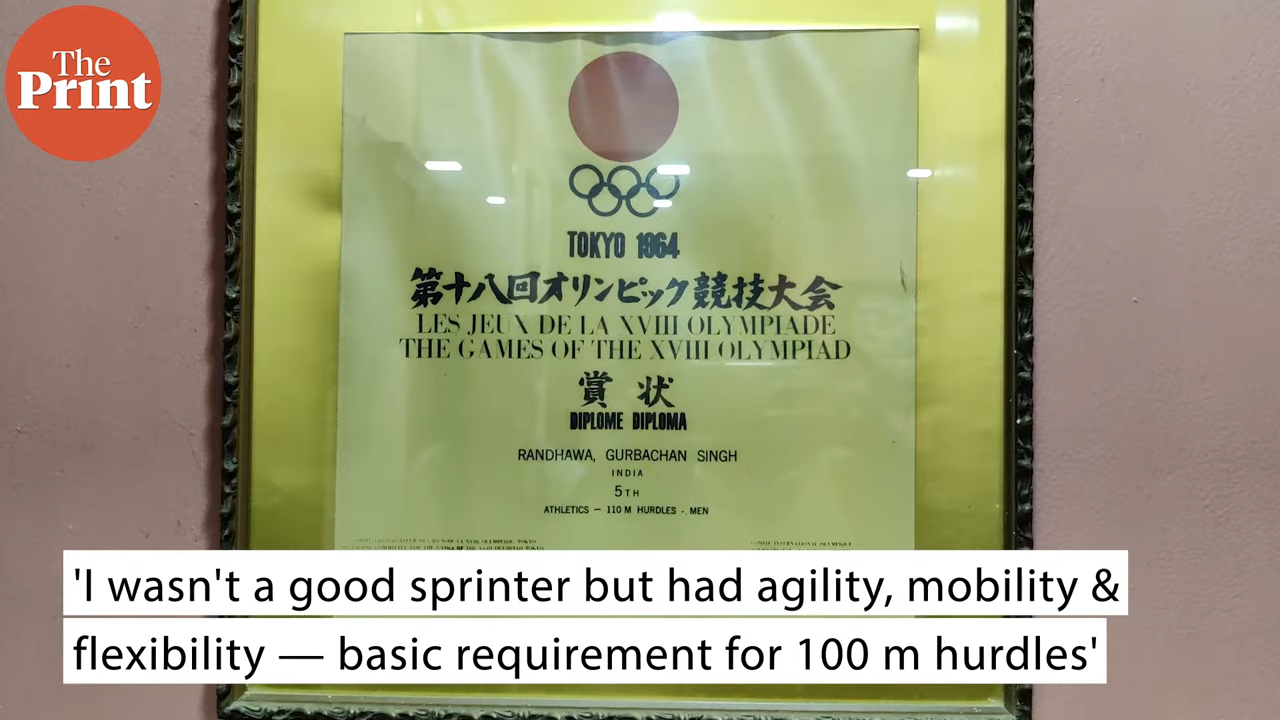 The
Print
TOKYO 1964
第十八回オリンピック競技大会
LES JEUX DE LA XVIII OLYMPIADE
THE GAMES OF THE XVIII OLYMPIAD
賞状
DIPLOME DIPLOMA
RANDHAWA, GURBACHAN SINGH
INDIA
5TH
ATHLETICS — 110 M HURDLES - MEN
'I wasn't a good sprinter but had agility, mobility &
flexibility — basic requirement for 100 m hurdles'